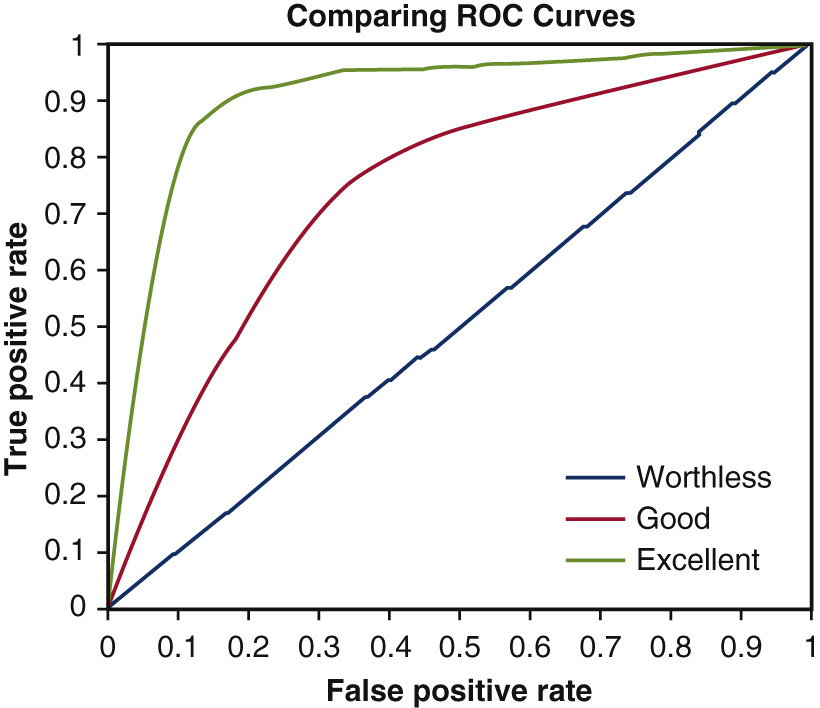 Comparing ROC Curves
1
0.9
0.8
0.7
0.6
0.5
0.4
0.3
0.2
0.1
0
True positive rate
Worthless
Good
Excellent
0 0.1 0.2 0.3 0.4 0.5 0.6 0.7 0.8 0.9 1
False positive rate